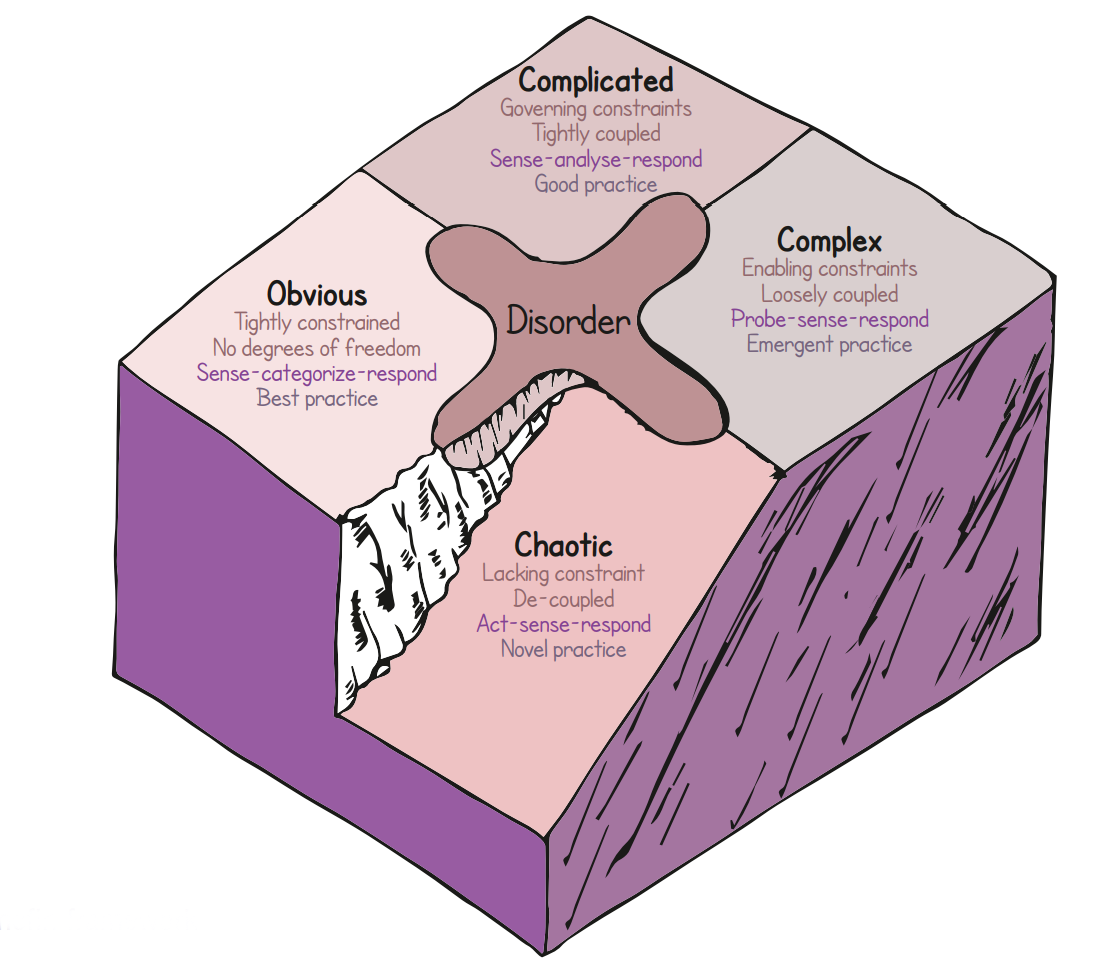 Complicated
Governing constraints
Tightly coupled
Sense-analyse-respond
Good practice
Complex
Enabling constraints
Loosely coupled
Probe-sense-respond
Emergent practice
Obvious
Tightly constrained
No degrees of freedom
Sense-categorize-respond
Best practice
Disorder
Chaotic
Lacking constraint
De-coupled
Act-sense-respond
Novel practice